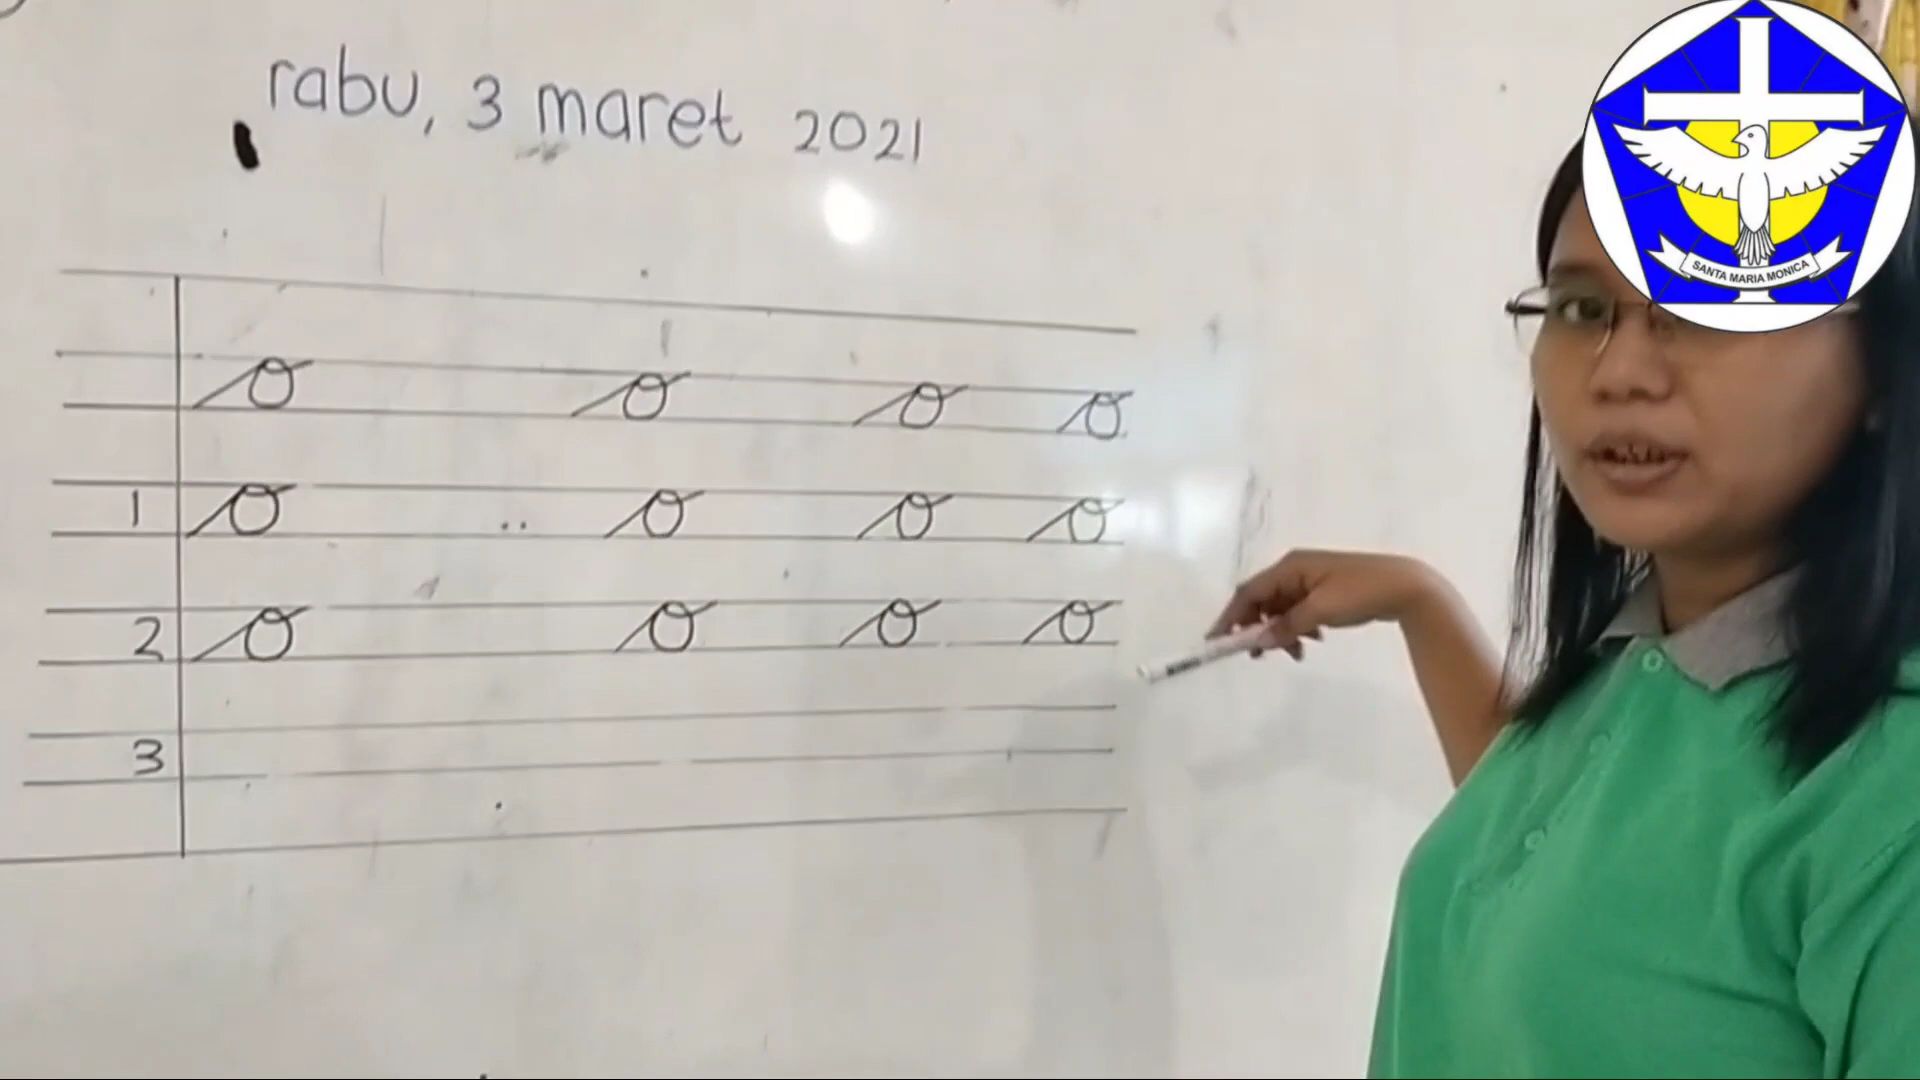 rabu, 3 maret 2021
SANTA MARIA MONICA
o o o o
1 o o o o
2 o o o o
3